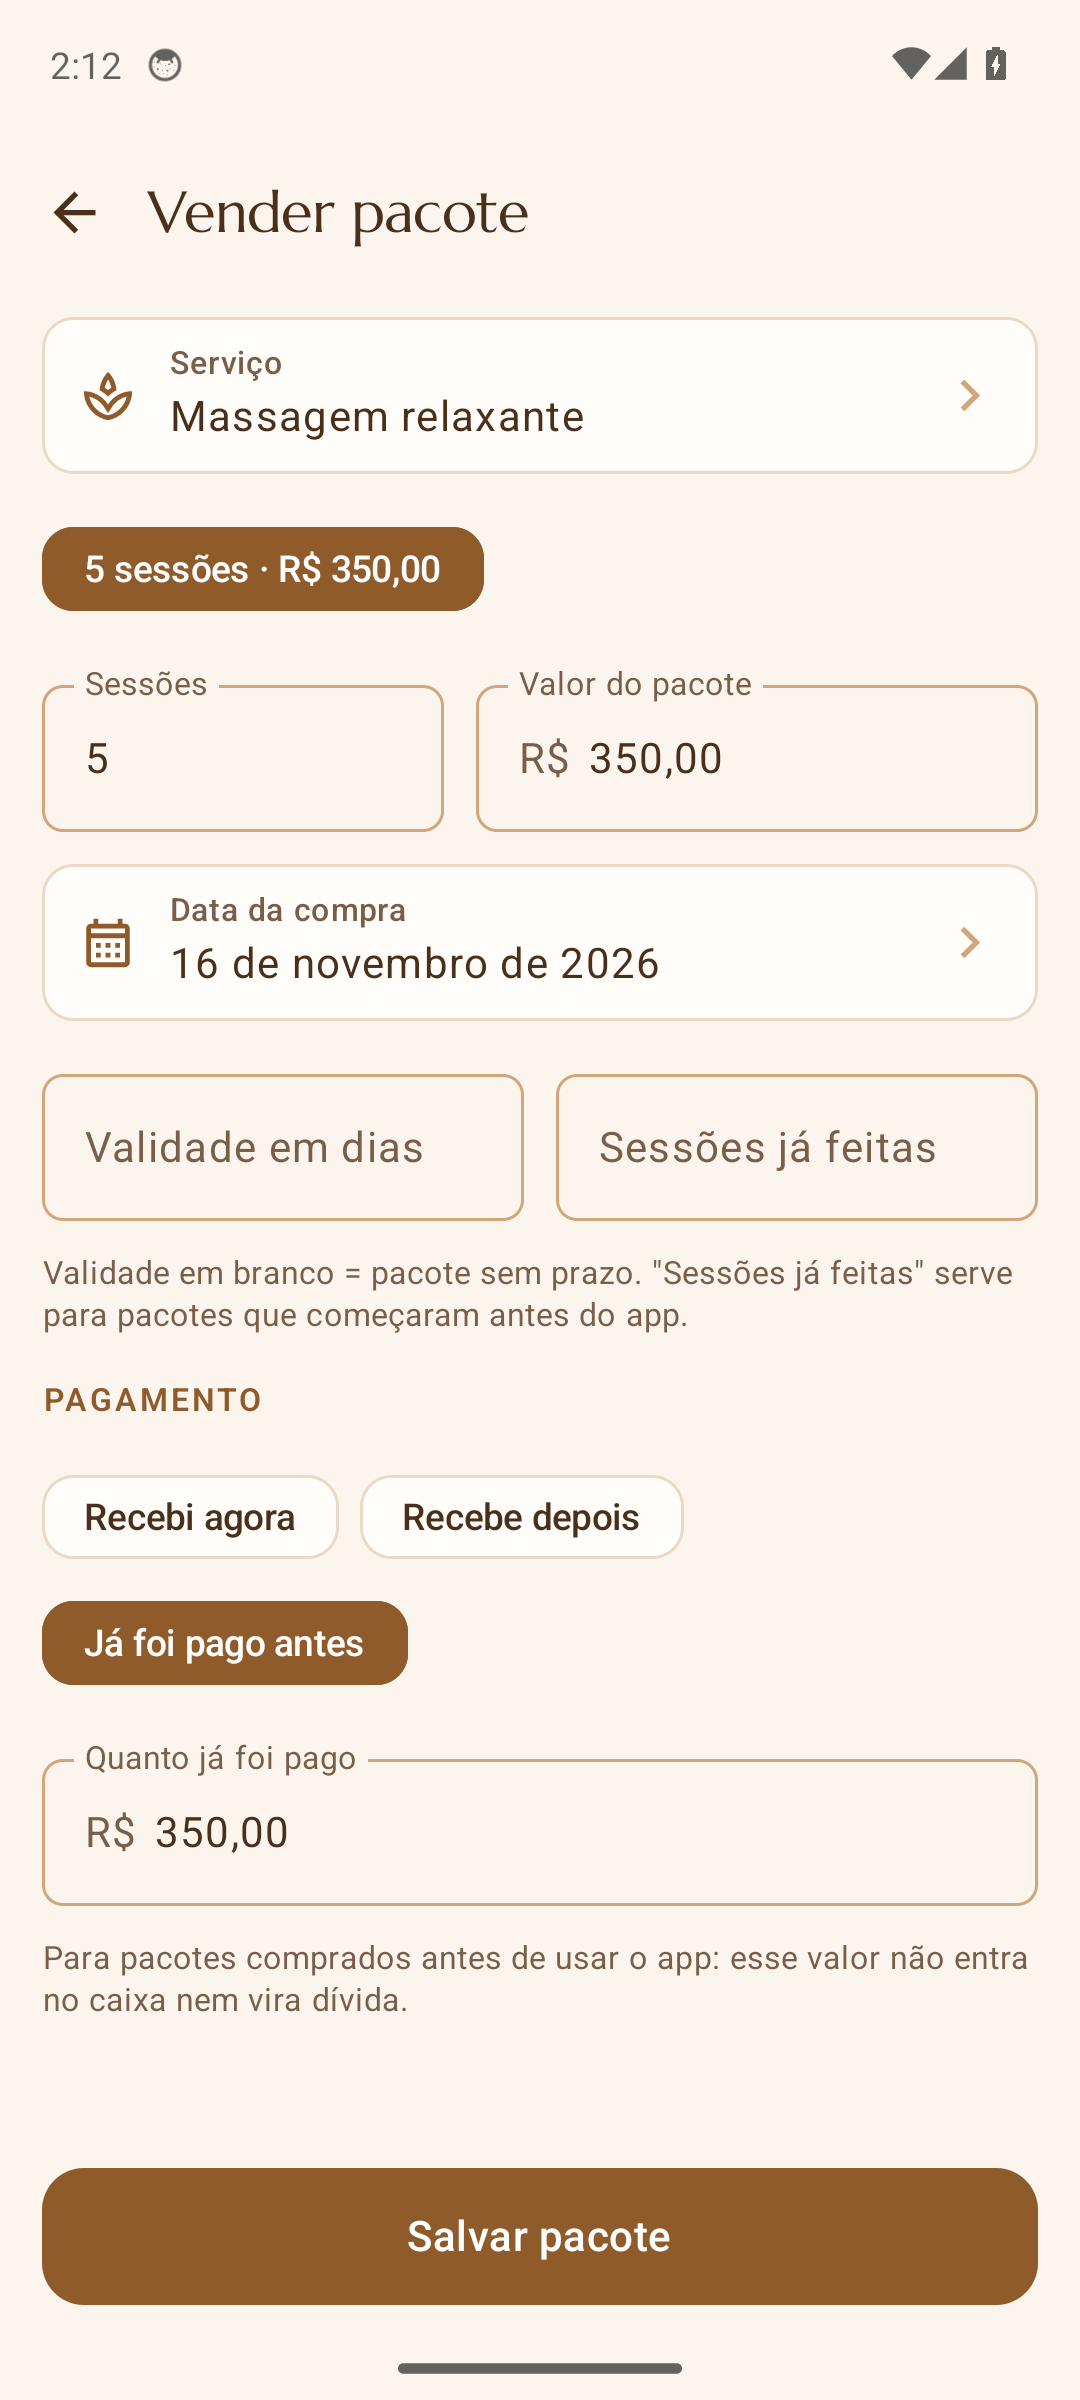 2:12
Vender pacote
Serviço
Massagem relaxante
5 sessões · R$ 350,00
Sessões
5
Valor do pacote
R$ 350,00
Data da compra
16 de novembro de 2026
Validade em dias
Sessões já feitas
Validade em branco = pacote sem prazo. "Sessões já feitas" serve
para pacotes que começaram antes do app.
PAGAMENTO
Recebi agora
Recebe depois
Já foi pago antes
Quanto já foi pago
R$ 350,00
Para pacotes comprados antes de usar o app: esse valor não entra
no caixa nem vira dívida.
Salvar pacote